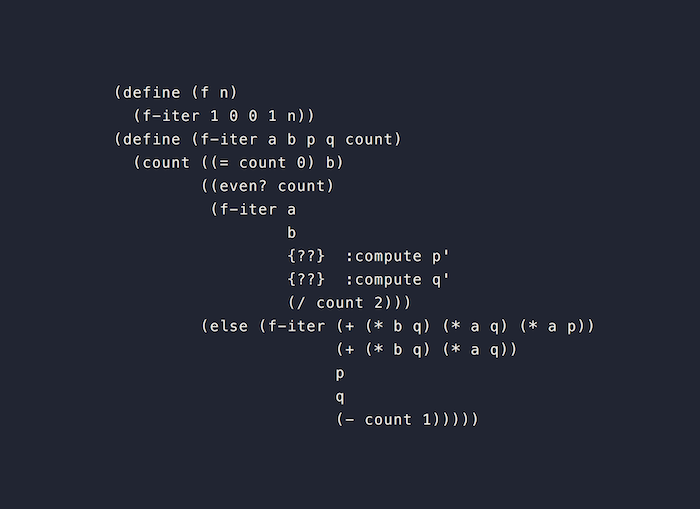 (define (f n)
(f-iter 1 0 0 1 n))
(define (f-iter a b p q count)
(count ((= count 0) b)
((even? count)
(f-iter a
b
{??} :compute p'
{??} :compute q'
(/ count 2)))
(else (f-iter (+ (* b q) (* a q) (* a p))
(+ (* b q) (* a q))
p
q
(- count 1)))))